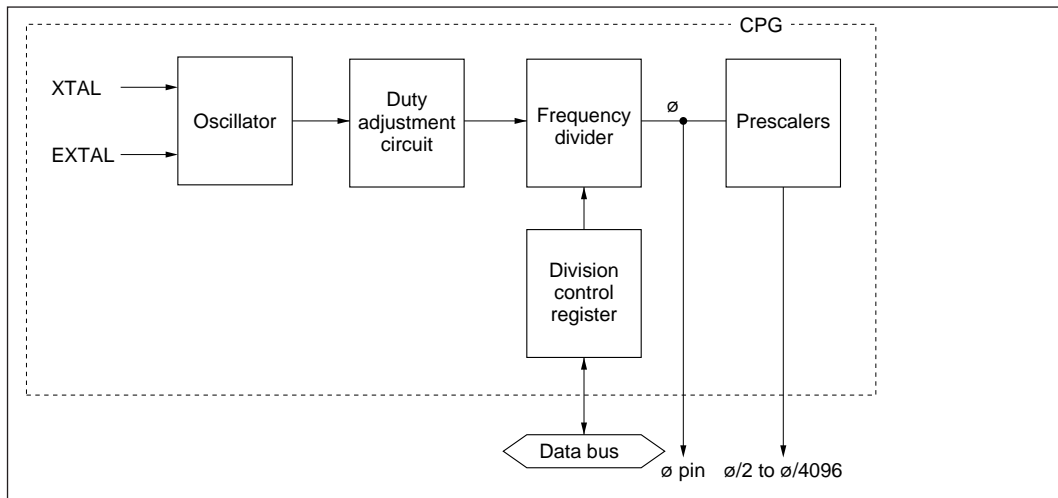 CPG
XTAL
EXTAL
Oscillator
Duty
adjustment
circuit
Frequency
divider
ø
Prescalers
Division
control
register
Data bus
ø pin
ø/2 to ø/4096